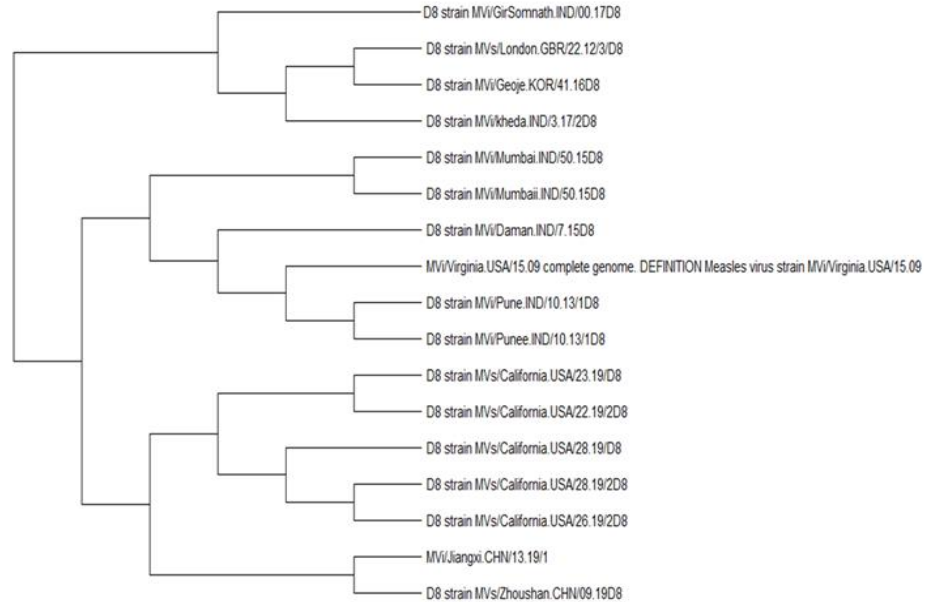 D8 strain MVi/GirSomnath.IND/00.17D8
D8 strain MVs/London.GBR/22.12/3/D8
D8 strain MVi/Geoje.KOR/41.16D8
D8 strain MVi/kheda.IND/3.17/2D8
D8 strain MVi/Mumbai.IND/50.15D8
D8 strain MVi/Mumbaii.IND/50.15D8
D8 strain MVi/Daman.IND/7.15D8
MVi/Virginia.USA/15.09 complete genome. DEFINITION Measles virus strain MVi/Virginia.USA/15.09
D8 strain MVi/Pune.IND/10.13/1D8
D8 strain MVi/Punee.IND/10.13/1D8
D8 strain MVs/California.USA/23.19/D8
D8 strain MVs/California.USA/22.19/2D8
D8 strain MVs/California.USA/28.19/D8
D8 strain MVs/California.USA/28.19/2D8
D8 strain MVs/California.USA/26.19/2D8
MVi/Jiangxi.CHN/13.19/1
D8 strain MVs/Zhoushan.CHN/09.19D8